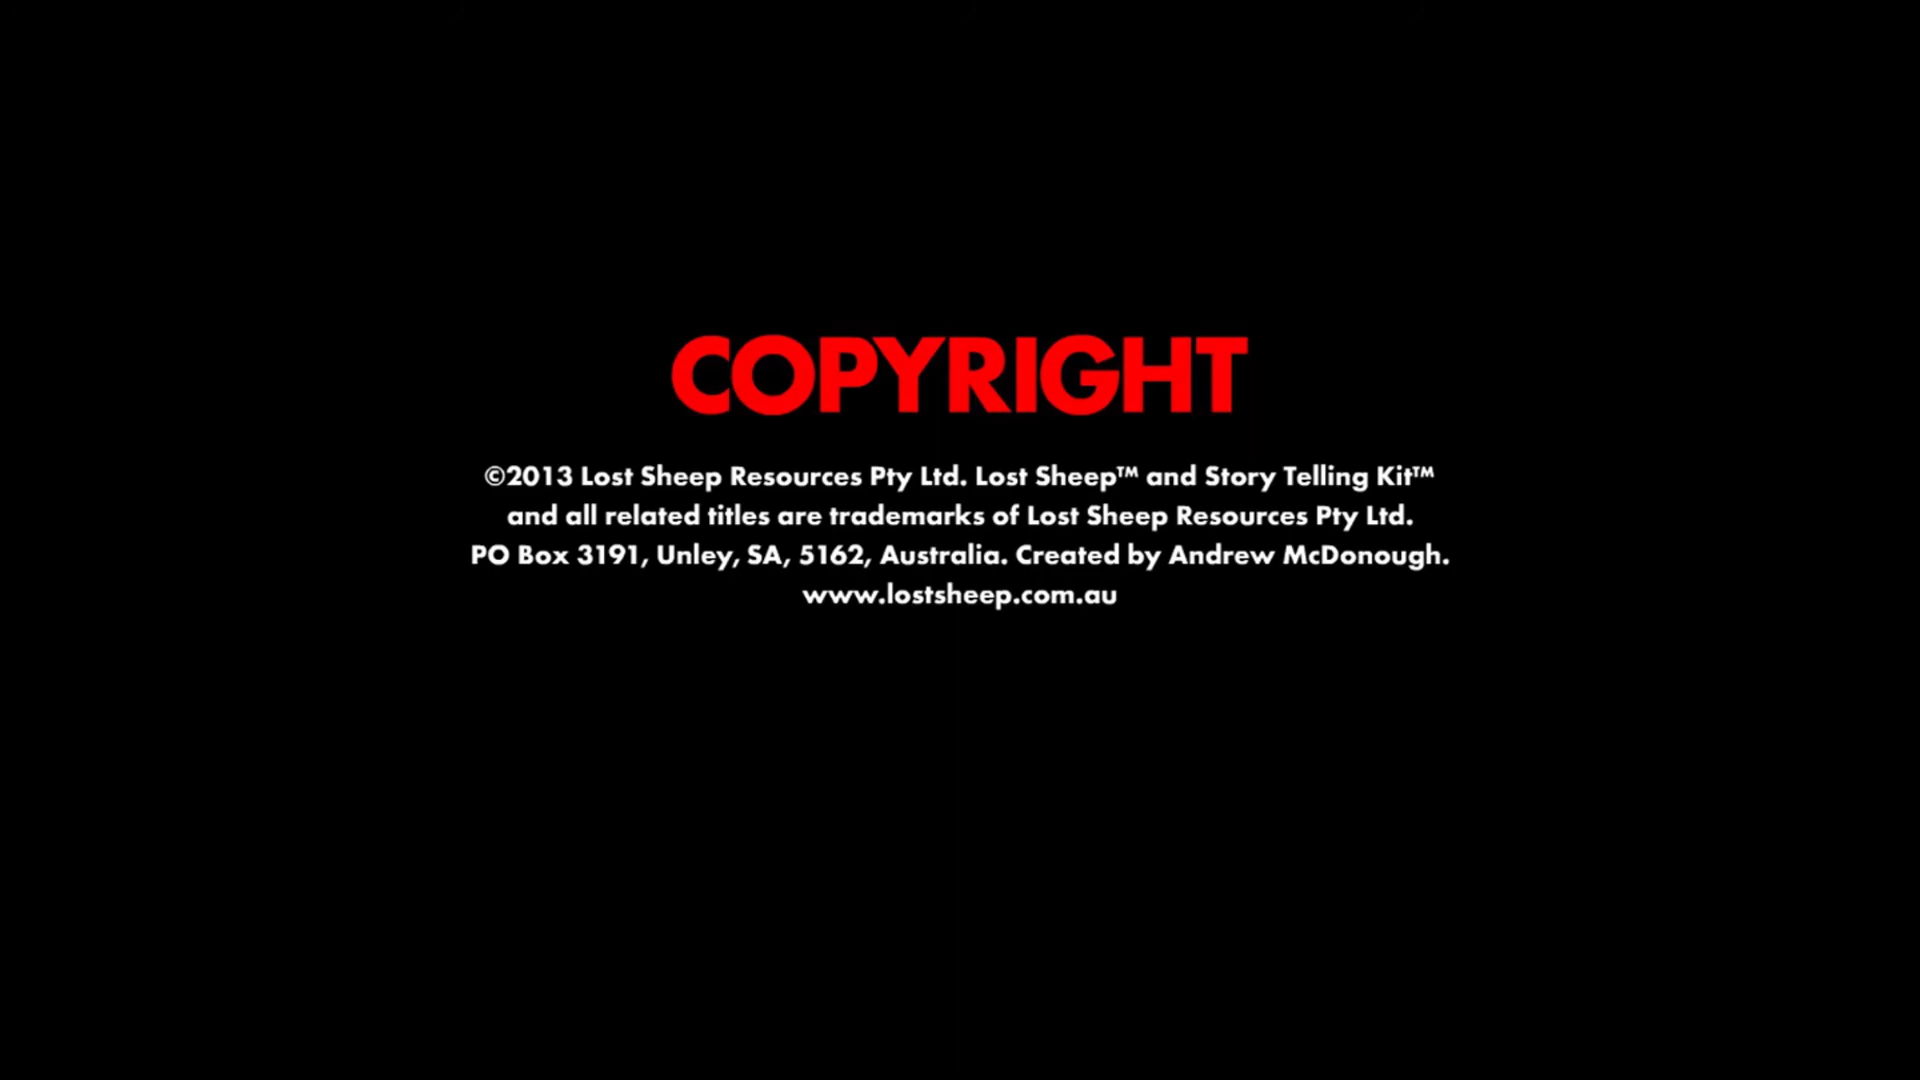 COPYRIGHT
©2013 Lost Sheep Resources Pty Ltd. Lost Sheep™ and Story Telling Kit™
and all related titles are trademarks of Lost Sheep Resources Pty Ltd.
PO Box 3191, Unley, SA, 5162, Australia. Created by Andrew McDonough.
www.lostsheep.com.au